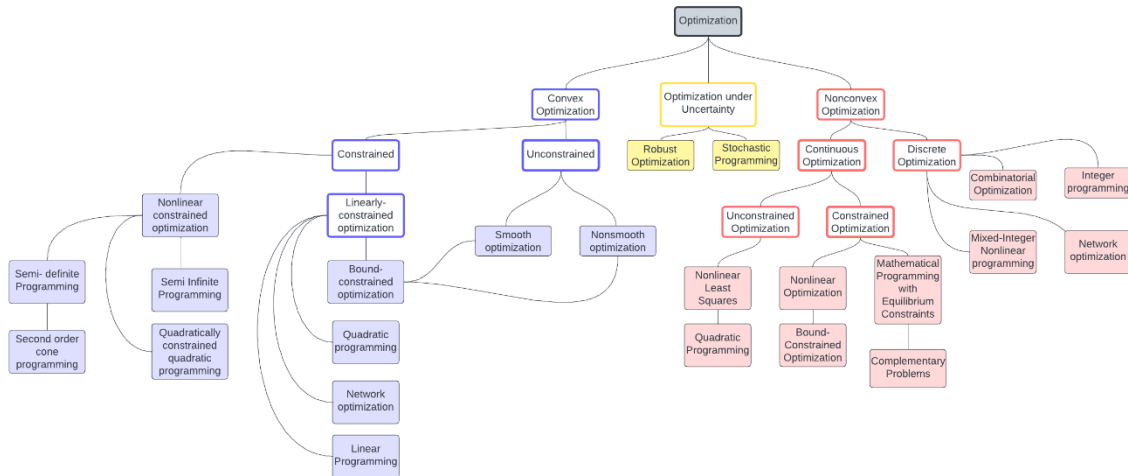 Optimization
Convex
Optimization
Optimization under
Uncertainty
Nonconvex
Optimization
Constrained
Unconstrained
Robust
Optimization
Stochastic
Programming
Continuous
Optimization
Discrete
Optimization
Combinatorial
Optimization
Integer
programming
Nonlinear
constrained
optimization
Linearly-
constrained
optimization
Smooth
optimization
Nonsmooth
optimization
Unconstrained
Optimization
Constrained
Optimization
Mixed-Integer
Nonlinear
programming
Network
optimization
Semi- definite
Programming
Semi Infinite
Programming
Bound-
constrained
optimization
Nonlinear
Least
Squares
Nonlinear
Optimization
Mathematical
Programming
with
Equilibrium
Constraints
Second order
cone
programming
Quadratically
constrained
quadratic
programming
Quadratic
programming
Quadratic
Programming
Bound-
Constrained
Optimization
Complementary
Problems
Network
optimization
Linear
Programming